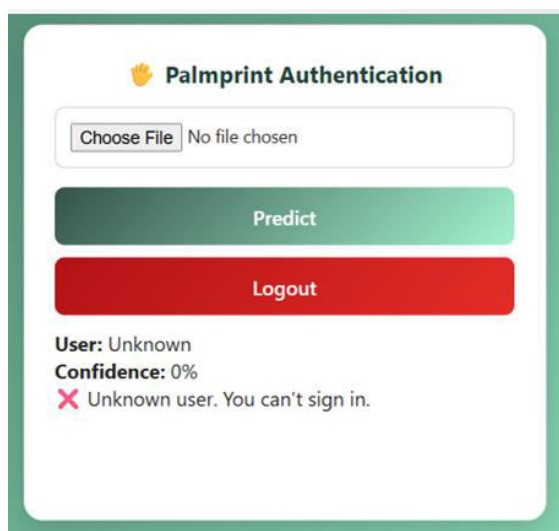 🖐 Palmprint Authentication
Choose File No file chosen
Predict
Logout
User: Unknown
Confidence: 0%
❌ Unknown user. You can't sign in.